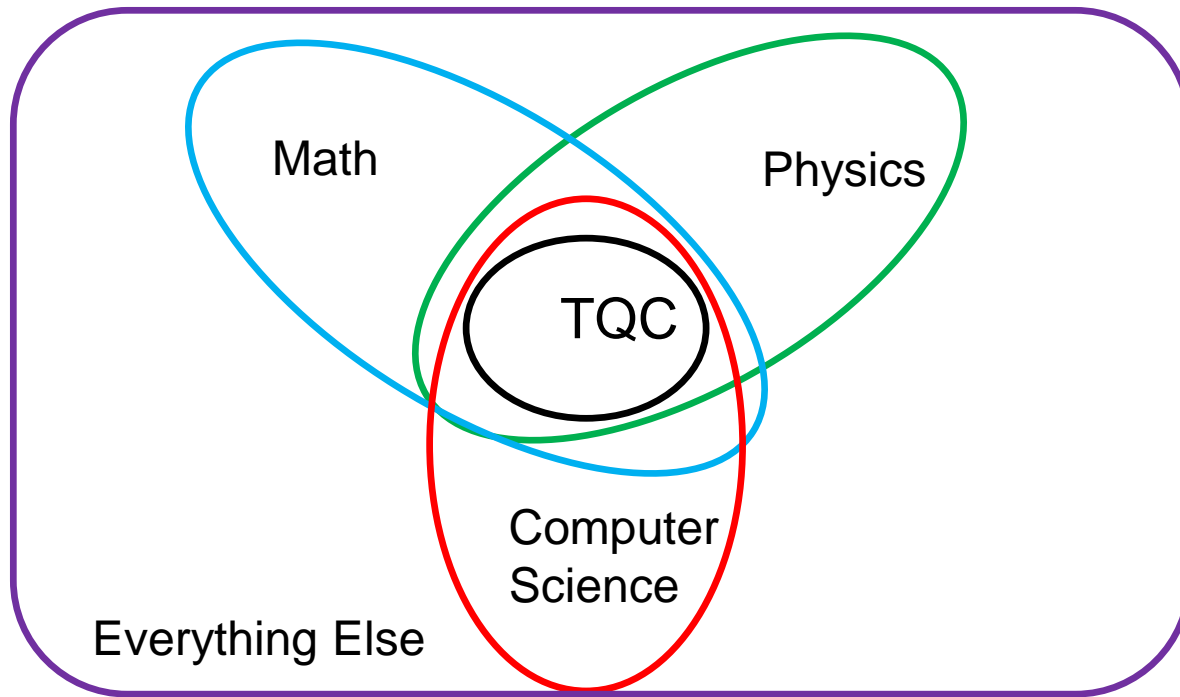 Math
Physics
TQC
Computer
Science
Everything Else